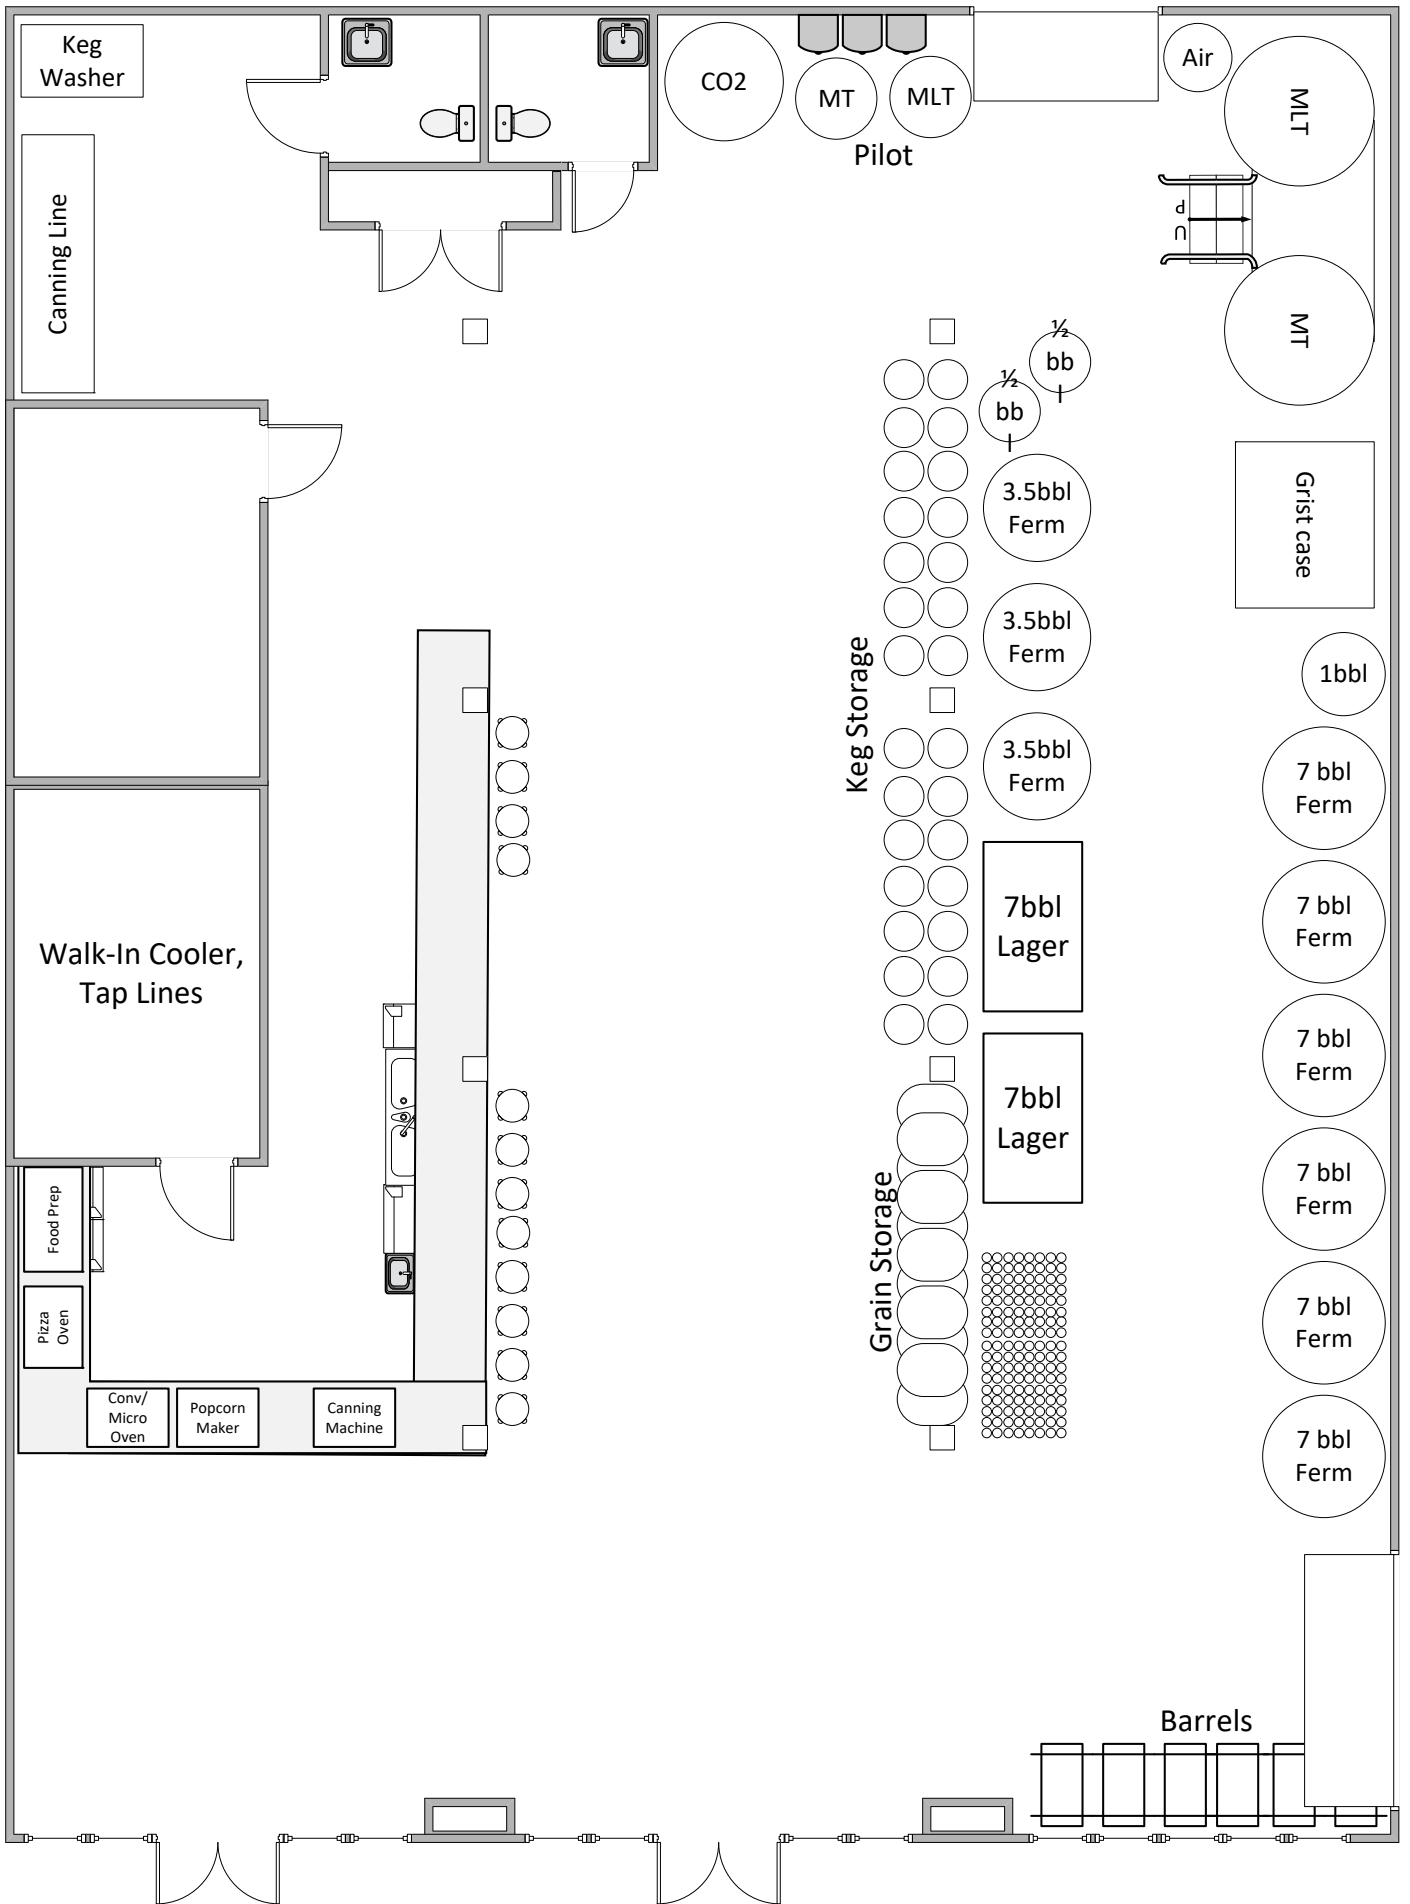 Keg
Washer
Canning Line
CO2
MT
MLT
Pilot
Air
MLT
UP
MT
½
bb
l
½
bb
l
3.5bbl
Ferm
3.5bbl
Ferm
3.5bbl
Ferm
Grist case
1bbl
Keg Storage
7 bbl
Ferm
7 bbl
Ferm
7 bbl
Ferm
7 bbl
Ferm
7 bbl
Ferm
7 bbl
Ferm
7bbl
Lager
7bbl
Lager
Walk-In Cooler,
Tap Lines
Grain Storage
Food Prep
Pizza
Oven
Conv/
Micro
Oven
Popcorn
Maker
Canning
Machine
Barrels